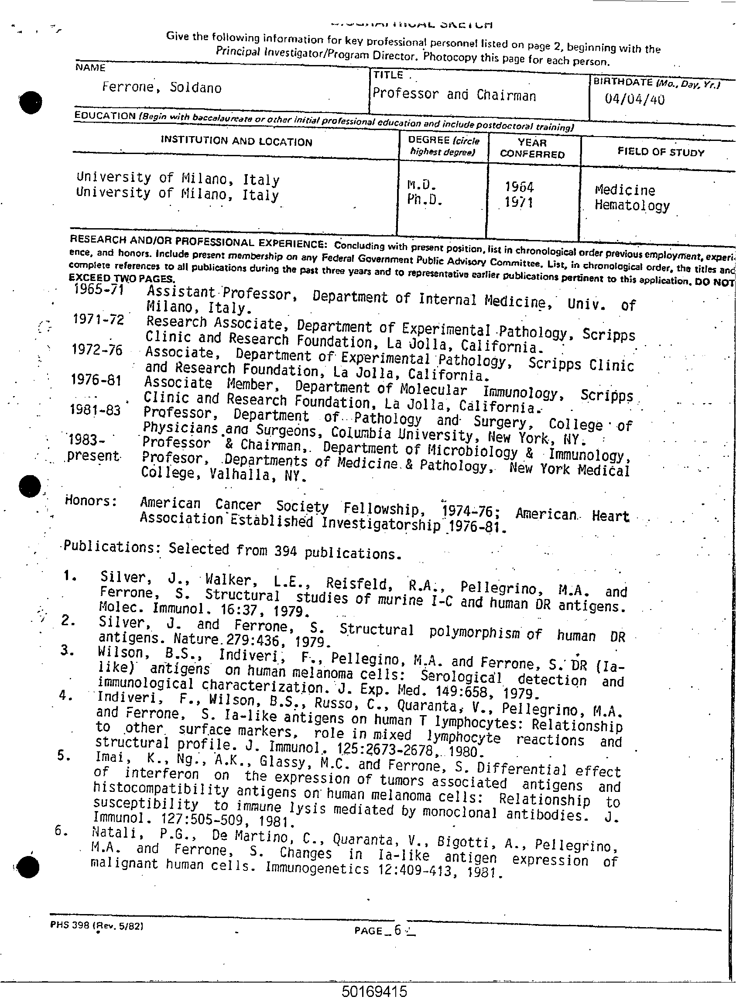 BIOGRAPHICAL SKETCH
Give the following information for key professional personnel listed on page 2, beginning with the
Principal Investigator/Program Director. Photocopy this page for each person.
NAME
TITLE
BIRTHDATE (Mo., Day, Yr.)
Ferrone, Soldano
Professor and Chairman
04/04/40
EDUCATION (Begin with baccalaureate or other initial professional education and include postdoctoral training)
INSTITUTION AND LOCATION
DEGREE (circle highest degree)
YEAR CONFERRED
FIELD OF STUDY
University of Milano, Italy M.D. 1964 Medicine
University of Milano, Italy Ph.D. 1971 Hematology
RESEARCH AND/OR PROFESSIONAL EXPERIENCE: Concluding with present position, list in chronological order previous employment, experi-
ence, and honors. Include present membership on any Federal Government Public Advisory Committee. List, in chronological order, the titles and
complete references to all publications during the past three years and to representative earlier publications pertinent to this application. DO NOT
EXCEED TWO PAGES.
1965-71 Assistant Professor, Department of Internal Medicine, Univ. of
Milano, Italy.
1971-72 Research Associate, Department of Experimental Pathology, Scripps
Clinic and Research Foundation, La Jolla, California.
1972-76 Associate, Department of Experimental Pathology, Scripps Clinic
and Research Foundation, La Jolla, California.
1976-81 Associate Member, Department of Molecular Immunology, Scripps
Clinic and Research Foundation, La Jolla, California.
1981-83 Professor, Department of Pathology and Surgery, College of
Physicians and Surgeons, Columbia University, New York, NY.
1983- Professor & Chairman, Department of Microbiology & Immunology,
present Profesor, Departments of Medicine & Pathology, New York Medical
College, Valhalla, NY.
Honors: American Cancer Society Fellowship, 1974-76; American Heart
Association Established Investigatorship 1976-81.
Publications: Selected from 394 publications.
1. Silver, J., Walker, L.E., Reisfeld, R.A., Pellegrino, M.A. and
Ferrone, S. Structural studies of murine I-C and human DR antigens.
Molec. Immunol. 16:37, 1979.
2. Silver, J. and Ferrone, S. Structural polymorphism of human DR
antigens. Nature 279:436, 1979.
3. Wilson, B.S., Indiveri, F., Pellegino, M.A. and Ferrone, S. DR (Ia-
like) antigens on human melanoma cells: Serological detection and
immunological characterization. J. Exp. Med. 149:658, 1979.
4. Indiveri, F., Wilson, B.S., Russo, C., Quaranta, V., Pellegrino, M.A.
and Ferrone, S. Ia-like antigens on human T lymphocytes: Relationship
to other surface markers, role in mixed lymphocyte reactions and
structural profile. J. Immunol. 125:2673-2678, 1980.
5. Imai, K., Ng., A.K., Glassy, M.C. and Ferrone, S. Differential effect
of interferon on the expression of tumors associated antigens and
histocompatibility antigens on human melanoma cells: Relationship to
susceptibility to immune lysis mediated by monoclonal antibodies. J.
Immunol. 127:505-509, 1981.
6. Natali, P.G., De Martino, C., Quaranta, V., Bigotti, A., Pellegrino,
M.A. and Ferrone, S. Changes in Ia-like antigen expression of
malignant human cells. Immunogenetics 12:409-413, 1981.
PHS 398 (Rev. 5/82)
PAGE 6
50169415